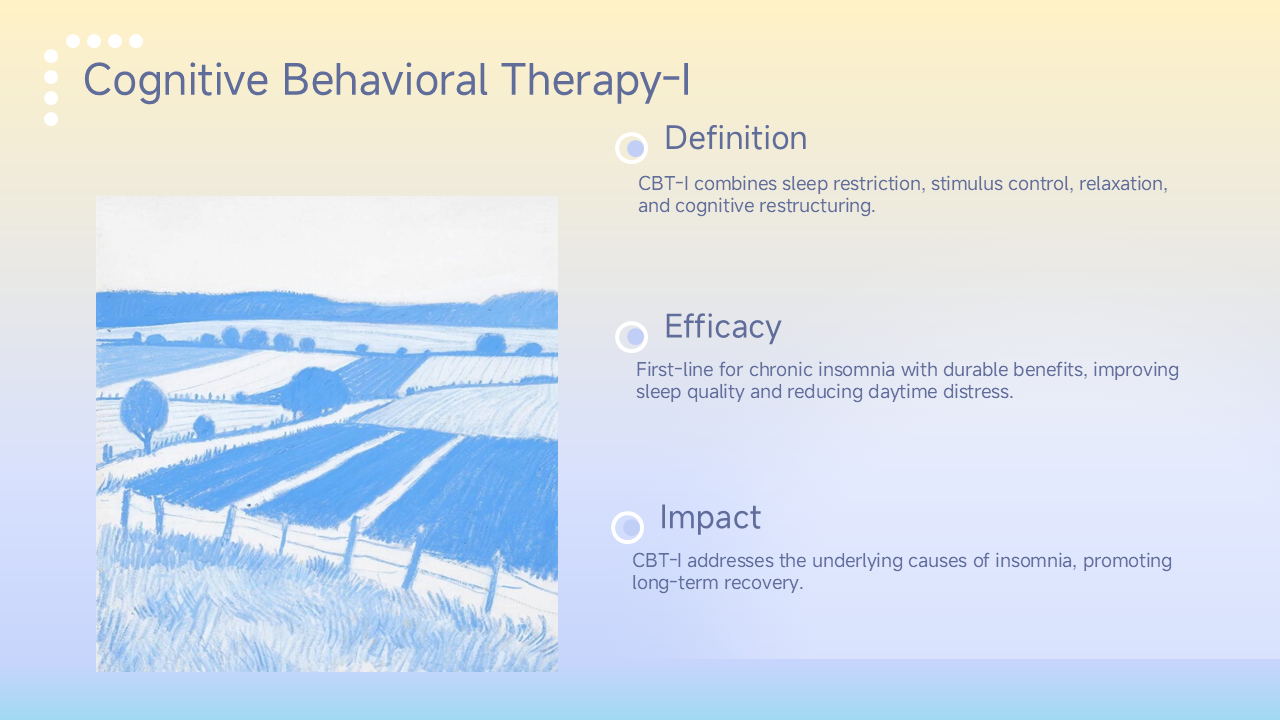 Cognitive Behavioral Therapy-I
Definition
CBT-I combines sleep restriction, stimulus control, relaxation,
and cognitive restructuring.
Efficacy
First-line for chronic insomnia with durable benefits, improving
sleep quality and reducing daytime distress.
Impact
CBT-I addresses the underlying causes of insomnia, promoting
long-term recovery.